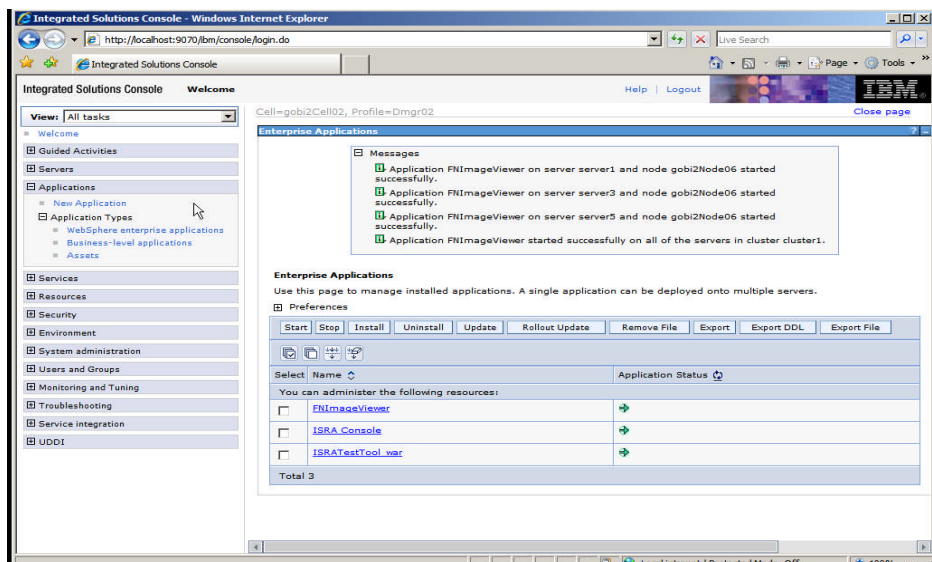 Integrated Solutions Console - Windows Internet Explorer
http://localhost:9070/ibm/console/login.do
Live Search
Integrated Solutions Console
Page
Tools
Integrated Solutions Console Welcome
Help | Logout
IBM.
View: All tasks
Welcome
Guided Activities
Servers
Applications
New Application
Application Types
WebSphere enterprise applications
Business-level applications
Assets
Services
Resources
Security
Environment
System administration
Users and Groups
Monitoring and Tuning
Troubleshooting
Service integration
UDDI
Cell=gobi2Cell02, Profile=Dmgr02
Close page
Enterprise Applications
? -
Messages
Application FNImageViewer on server server1 and node gobi2Node06 started
successfully.
Application FNImageViewer on server server3 and node gobi2Node06 started
successfully.
Application FNImageViewer on server server5 and node gobi2Node06 started
successfully.
Application FNImageViewer started successfully on all of the servers in cluster cluster1.
Enterprise Applications
Use this page to manage installed applications. A single application can be deployed onto multiple servers.
Preferences
Start Stop Install Uninstall Update Rollout Update Remove File Export Export DDL Export File
Select Name Application Status
You can administer the following resources:
FNImageViewer
ISRA Console
ISRATestTool_war
Total 3